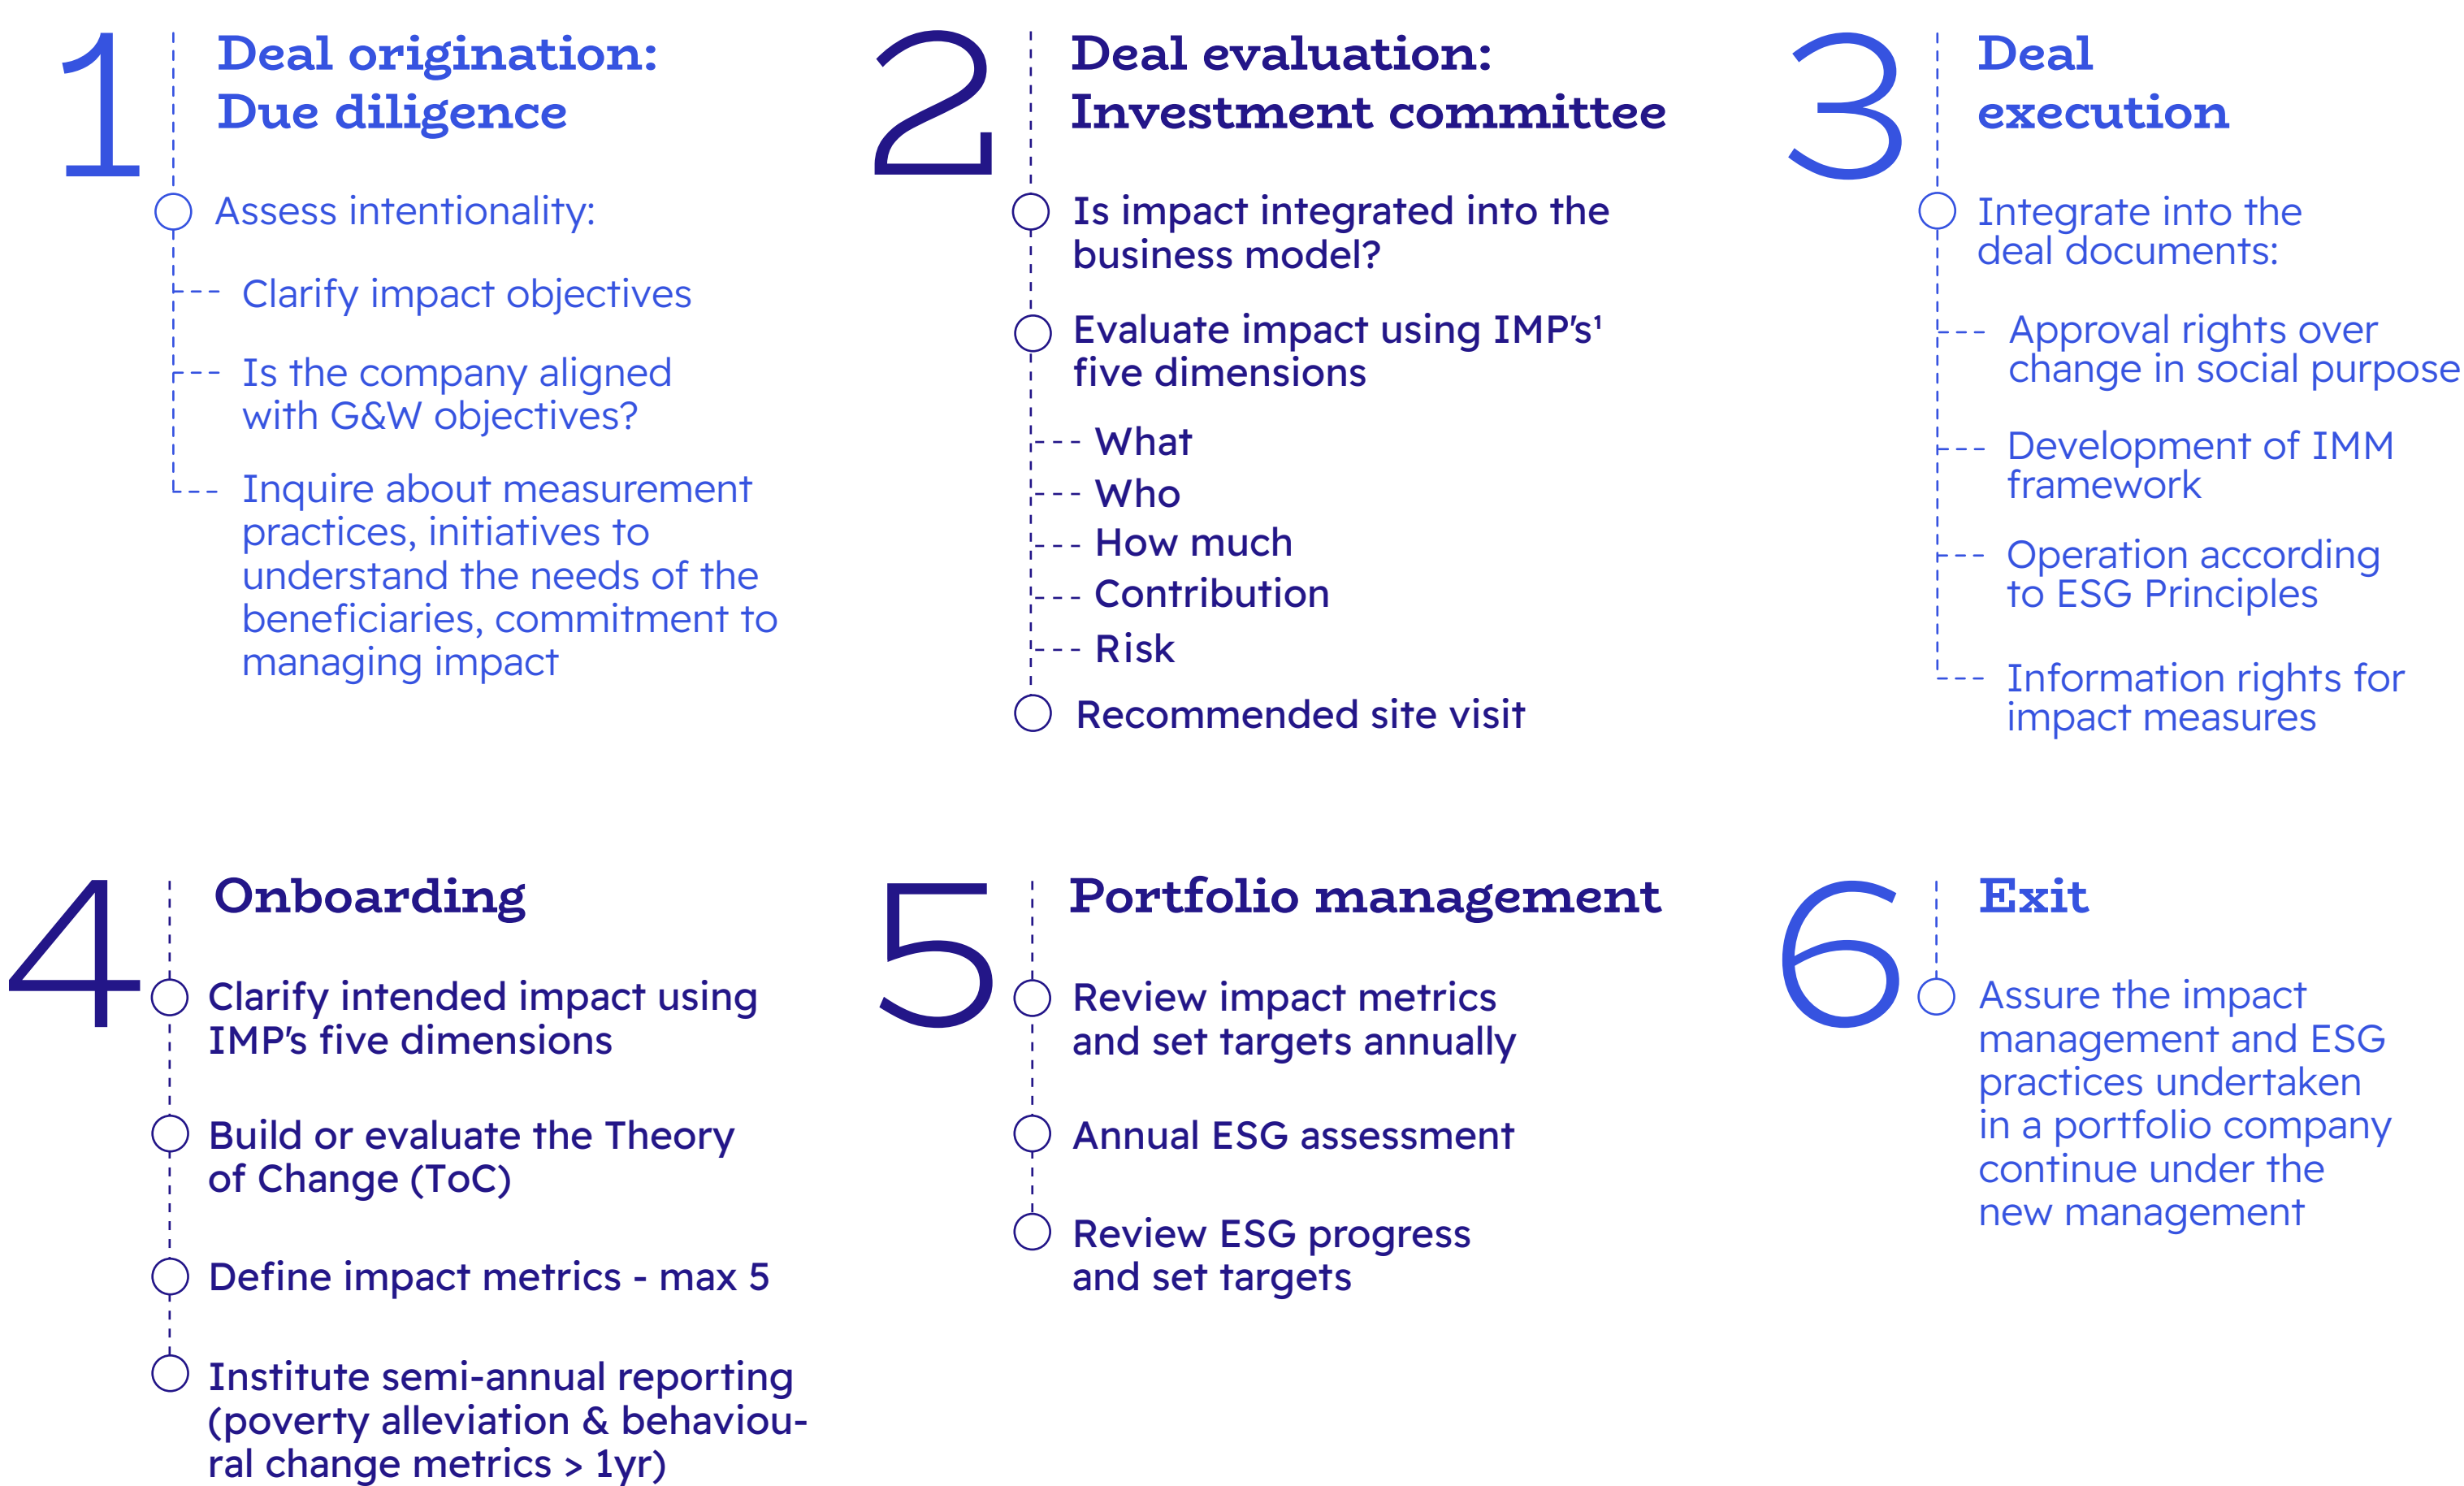 1
Deal origination:
Due diligence
Assess intentionality:
Clarify impact objectives
Is the company aligned
with G&W objectives?
Inquire about measurement
practices, initiatives to
understand the needs of the
beneficiaries, commitment to
managing impact
2
Deal evaluation:
Investment committee
Is impact integrated into the
business model?
Evaluate impact using IMP's¹
five dimensions
What
Who
How much
Contribution
Risk
Recommended site visit
3
Deal
execution
Integrate into the
deal documents:
Approval rights over
change in social purpose
Development of IMM
framework
Operation according
to ESG Principles
Information rights for
impact measures
4
Onboarding
Clarify intended impact using
IMP's five dimensions
Build or evaluate the Theory
of Change (ToC)
Define impact metrics - max 5
Institute semi-annual reporting
(poverty alleviation & behaviou-
ral change metrics > 1yr)
5
Portfolio management
Review impact metrics
and set targets annually
Annual ESG assessment
Review ESG progress
and set targets
6
Exit
Assure the impact
management and ESG
practices undertaken
in a portfolio company
continue under the
new management